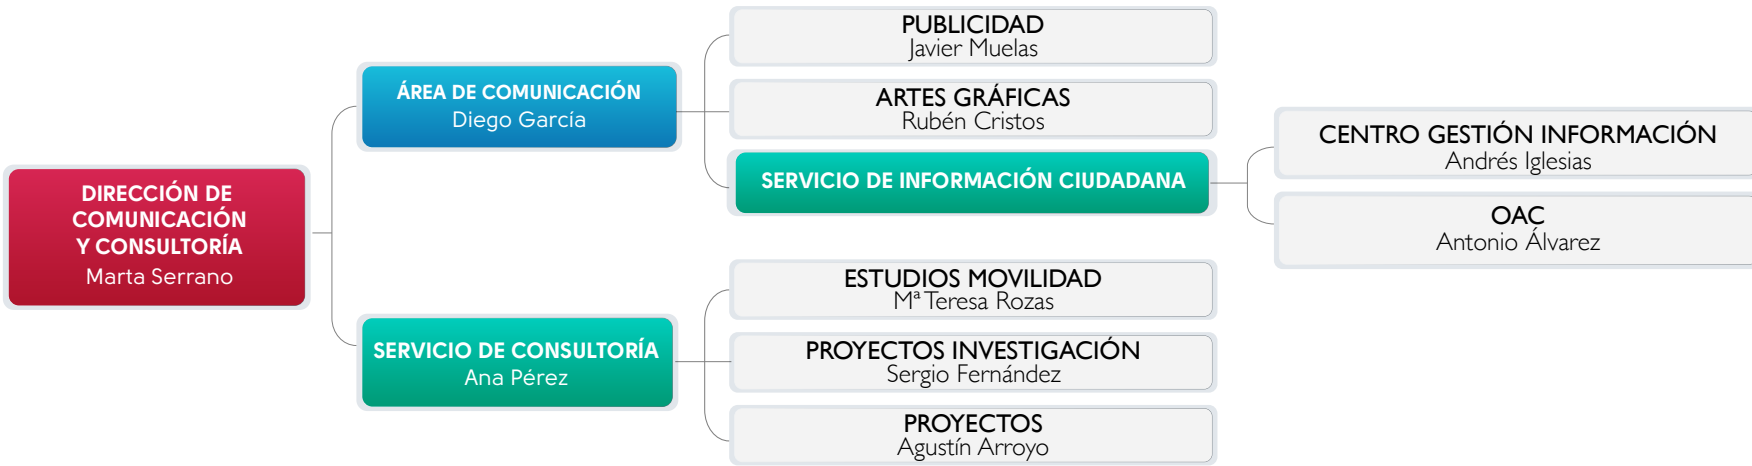 DIRECCIÓN DE
COMUNICACIÓN
Y CONSULTORÍA
Marta Serrano
ÁREA DE COMUNICACIÓN
Diego García
PUBLICIDAD
Javier Muelas
ARTES GRÁFICAS
Rubén Cristos
SERVICIO DE INFORMACIÓN CIUDADANA
CENTRO GESTIÓN INFORMACIÓN
Andrés Iglesias
OAC
Antonio Álvarez
SERVICIO DE CONSULTORÍA
Ana Pérez
ESTUDIOS MOVILIDAD
Mª Teresa Rozas
PROYECTOS INVESTIGACIÓN
Sergio Fernández
PROYECTOS
Agustín Arroyo